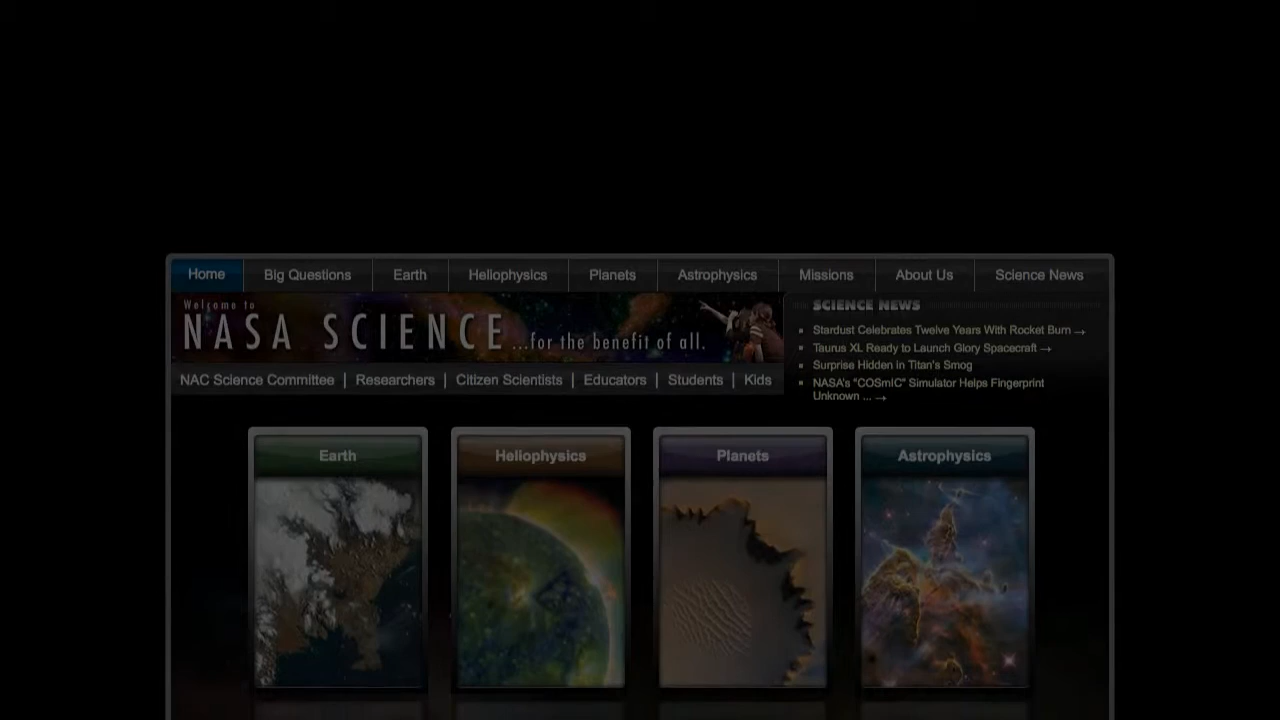 Home Big Questions Earth Heliophysics Planets Astrophysics Missions About Us Science News
Welcome to
NASA SCIENCE ...for the benefit of all.
NAC Science Committee | Researchers | Citizen Scientists | Educators | Students | Kids
SCIENCE NEWS
Stardust Celebrates Twelve Years With Rocket Burn →
Taurus XL Ready to Launch Glory Spacecraft →
Surprise Hidden in Titan's Smog
NASA's "COSmIC" Simulator Helps Fingerprint
Unknown ... →
Earth Heliophysics Planets Astrophysics